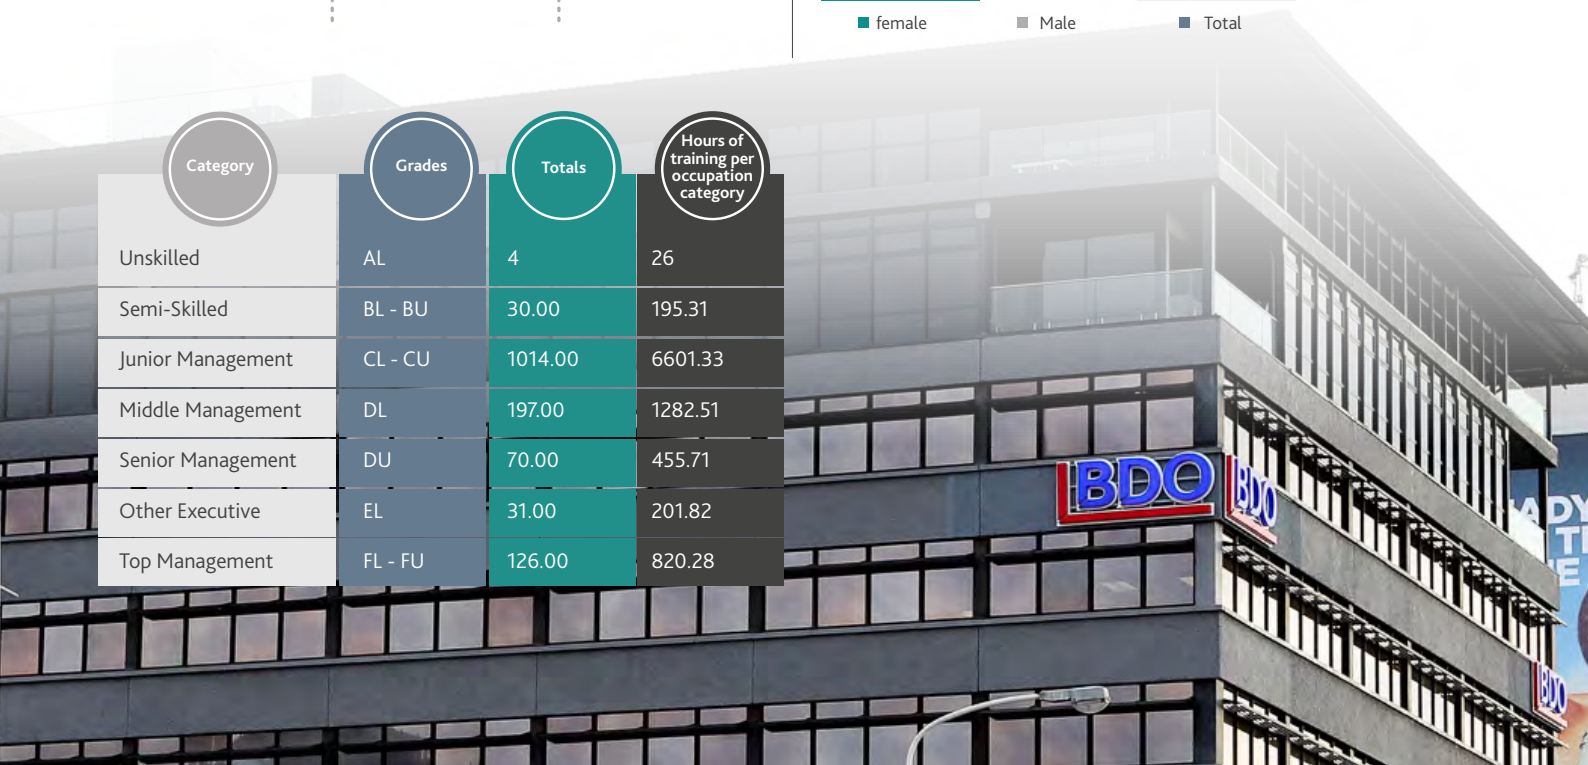 female Male Total
Category Grades Totals Hours of
training per
occupation
category
Unskilled AL 4 26
Semi-Skilled BL - BU 30.00 195.31
Junior Management CL - CU 1014.00 6601.33
Middle Management DL 197.00 1282.51
Senior Management DU 70.00 455.71
Other Executive EL 31.00 201.82
Top Management FL - FU 126.00 820.28
BDO BDO
BDO